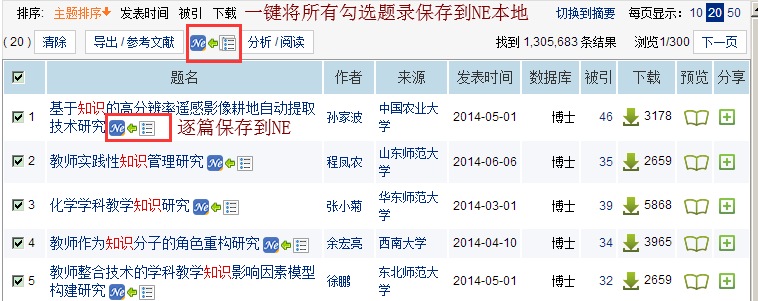 排序: 主题排序 发表时间 被引 下载 一键将所有勾选题录保存到NE本地 切换到摘要 每页显示: 10 20 50
( 20 ) 清除 导出 / 参考文献 Ne 分析 / 阅读 找到 1,305,683 条结果 浏览1/300 下一页
题名 作者 来源 发表时间 数据库 被引 下载 预览 分享
1 基于知识的高分辨率遥感影像耕地自动提取
技术研究 Ne 逐篇保存到NE 孙家波 中国农业大
学 2014-05-01 博士 46 3178
2 教师实践性知识管理研究 Ne 程凤农 山东师范大
学 2014-06-06 博士 35 2659
3 化学学科教学知识研究 Ne 张小菊 华东师范大
学 2014-03-01 博士 39 5868
4 教师作为知识分子的角色重构研究 Ne 余宏亮 西南大学 2014-04-10 博士 34 3965
5 教师整合技术的学科教学知识影响因素模型
构建研究 Ne 徐鹏 东北师范大
学 2014-05-01 博士 32 2659